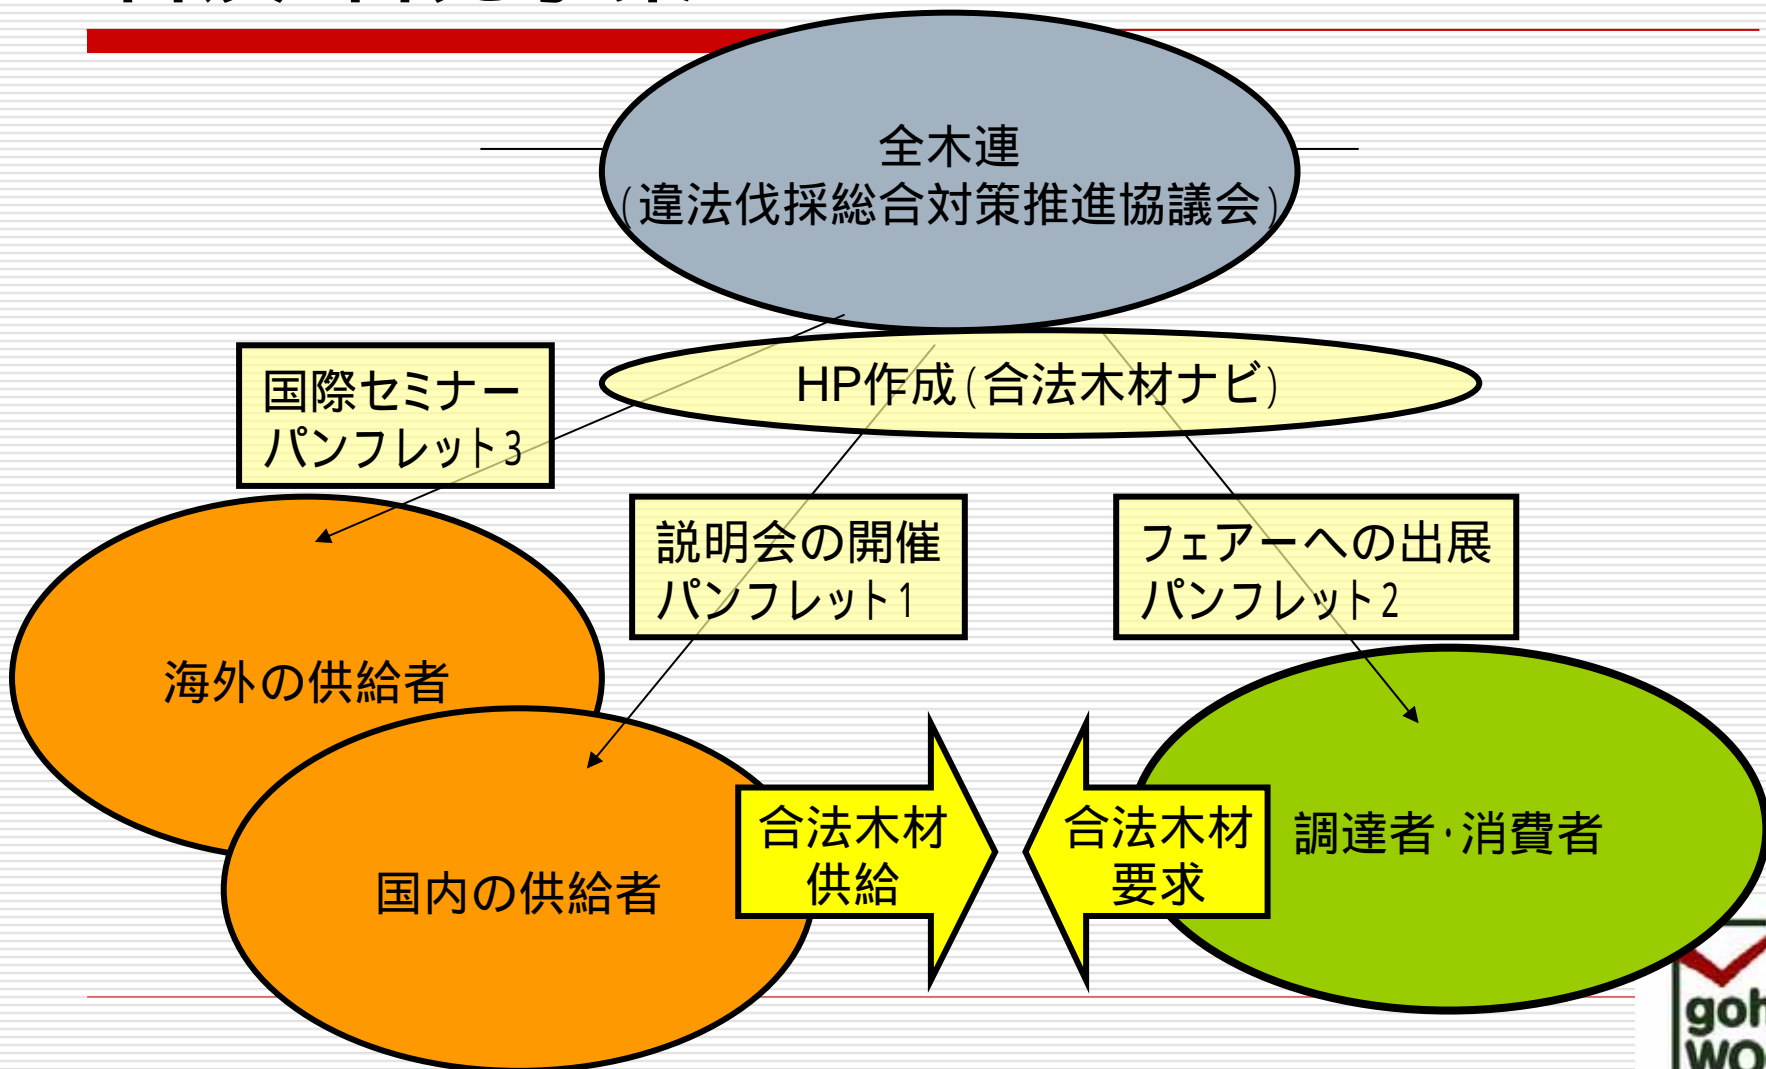 全木連
(違法伐採総合対策推進協議会)
HP作成(合法木材ナビ)
国際セミナー
パンフレット3
説明会の開催
パンフレット1
フェアーへの出展
パンフレット2
海外の供給者
国内の供給者
合法木材
供給
合法木材
要求
調達者・消費者